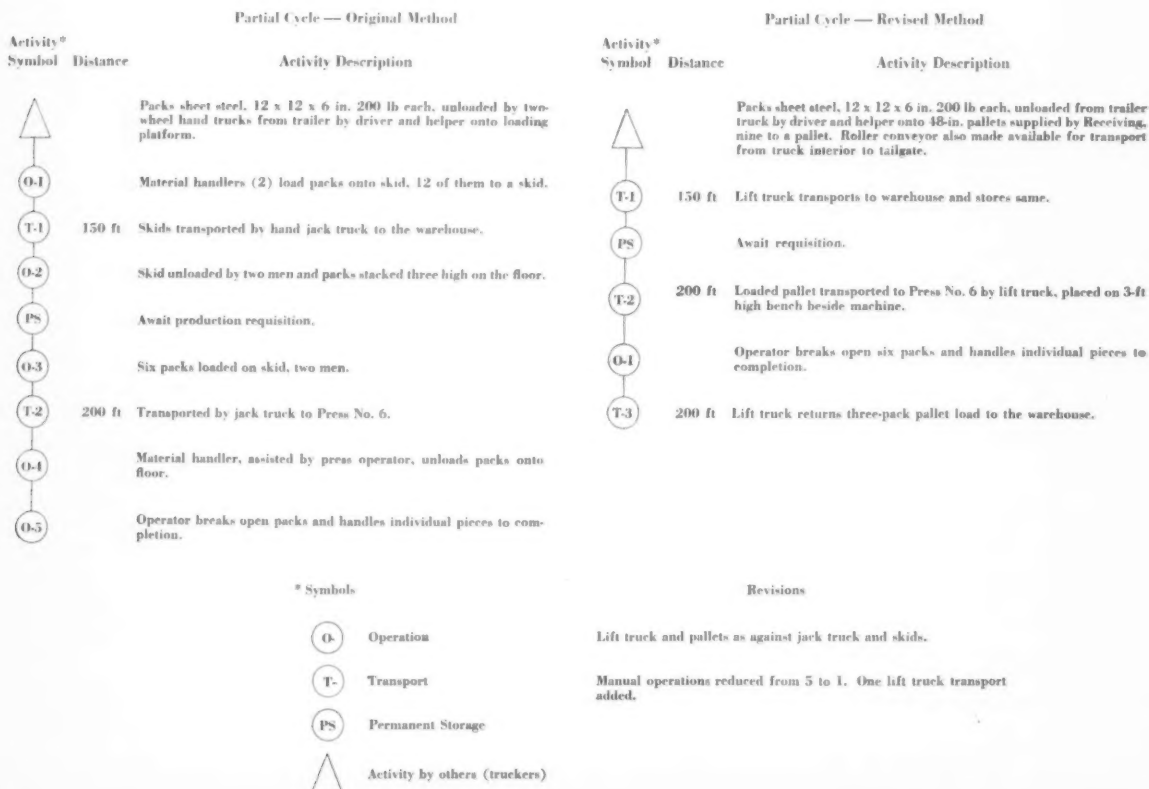 Partial Cycle — Original Method
Activity*
Symbol Distance Activity Description
Packs sheet steel, 12 x 12 x 6 in. 200 lb each, unloaded by two-
wheel hand trucks from trailer by driver and helper onto loading
platform.
O-1 Material handlers (2) load packs onto skid, 12 of them to a skid.
T-1 150 ft Skids transported by hand jack truck to the warehouse.
O-2 Skid unloaded by two men and packs stacked three high on the floor.
PS Await production requisition.
O-3 Six packs loaded on skid, two men.
T-2 200 ft Transported by jack truck to Press No. 6.
O-4 Material handler, assisted by press operator, unloads packs onto
floor.
O-5 Operator breaks open packs and handles individual pieces to com-
pletion.
Partial Cycle — Revised Method
Activity*
Symbol Distance Activity Description
Packs sheet steel, 12 x 12 x 6 in. 200 lb each, unloaded from trailer
truck by driver and helper onto 48-in. pallets supplied by Receiving,
nine to a pallet. Roller conveyor also made available for transport
from truck interior to tailgate.
T-1 150 ft Lift truck transports to warehouse and stores same.
PS Await requisition.
T-2 200 ft Loaded pallet transported to Press No. 6 by lift truck, placed on 3-ft
high bench beside machine.
O-1 Operator breaks open six packs and handles individual pieces to
completion.
T-3 200 ft Lift truck returns three-pack pallet load to the warehouse.
* Symbols
O- Operation
T- Transport
PS Permanent Storage
Activity by others (truckers)
Revisions
Lift truck and pallets as against jack truck and skids.
Manual operations reduced from 5 to 1. One lift truck transport
added.